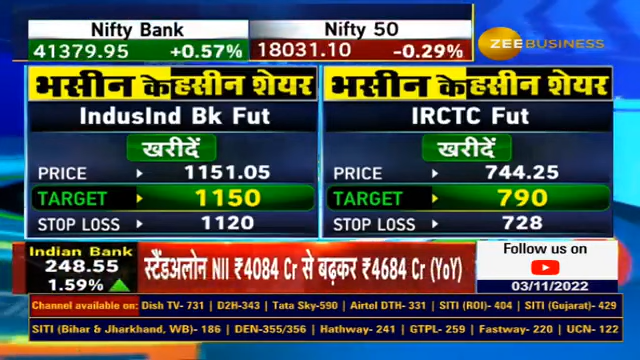 Nifty Bank
41379.95 +0.57%
Nifty 50
18031.10 -0.29%
ZEE BUSINESS
भसीन के हसीन शेयर
IndusInd Bk Fut
खरीदें
PRICE 1151.05
TARGET 1150
STOP LOSS 1120
भसीन के हसीन शेयर
IRCTC Fut
खरीदें
PRICE 744.25
TARGET 790
STOP LOSS 728
Indian Bank
248.55
1.59%
स्टैंडअलोन NII ₹4084 Cr से बढ़कर ₹4684 Cr (YoY)
Follow us on
03/11/2022
Channel available on: Dish TV- 731 | D2H-343 | Tata Sky-590 | Airtel DTH- 331 | SITI (ROI)- 404 | SITI (Gujarat)- 429
SITI (Bihar & Jharkhand, WB)- 186 | DEN-355/356 | Hathway- 241 | GTPL- 259 | Fastway- 220 | UCN- 122